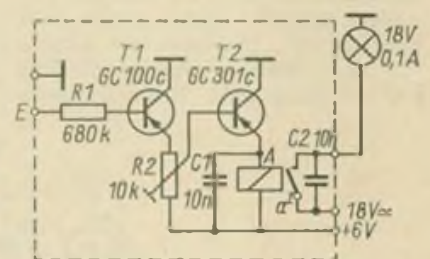 T1
GC100c
T2
GC301c
18V
0,1A
E
R1
680k
R2
10k
C1
10n
A
C2 10n
a
18V≃
+6V